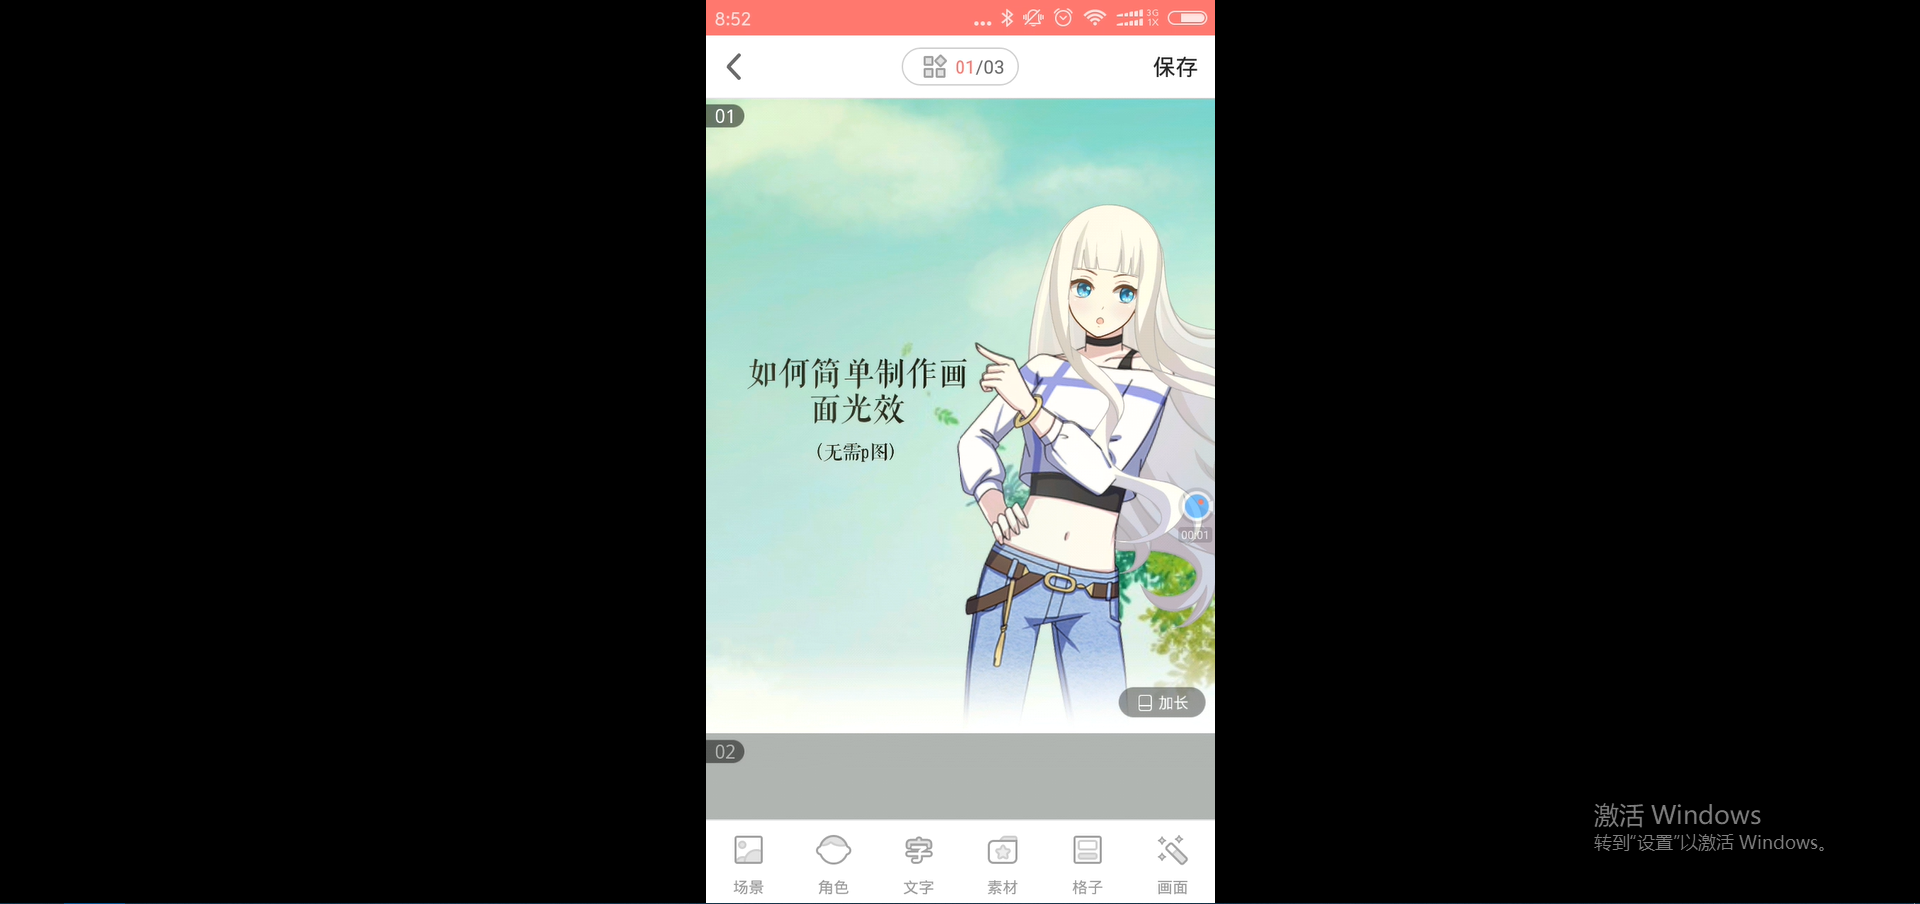 8:52
3G
1X
01/03
保存
01
如何简单制作画
面光效
（无需p图）
00:01
加长
02
场景
角色
文字
素材
格子
画面
激活 Windows
转到“设置”以激活 Windows。